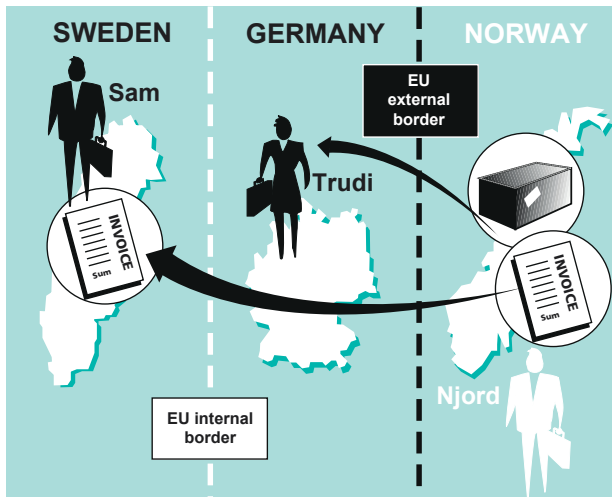 SWEDEN
GERMANY
NORWAY
Sam
EU
external
border
Trudi
INVOICE
Sum
INVOICE
Sum
Njord
EU internal
border